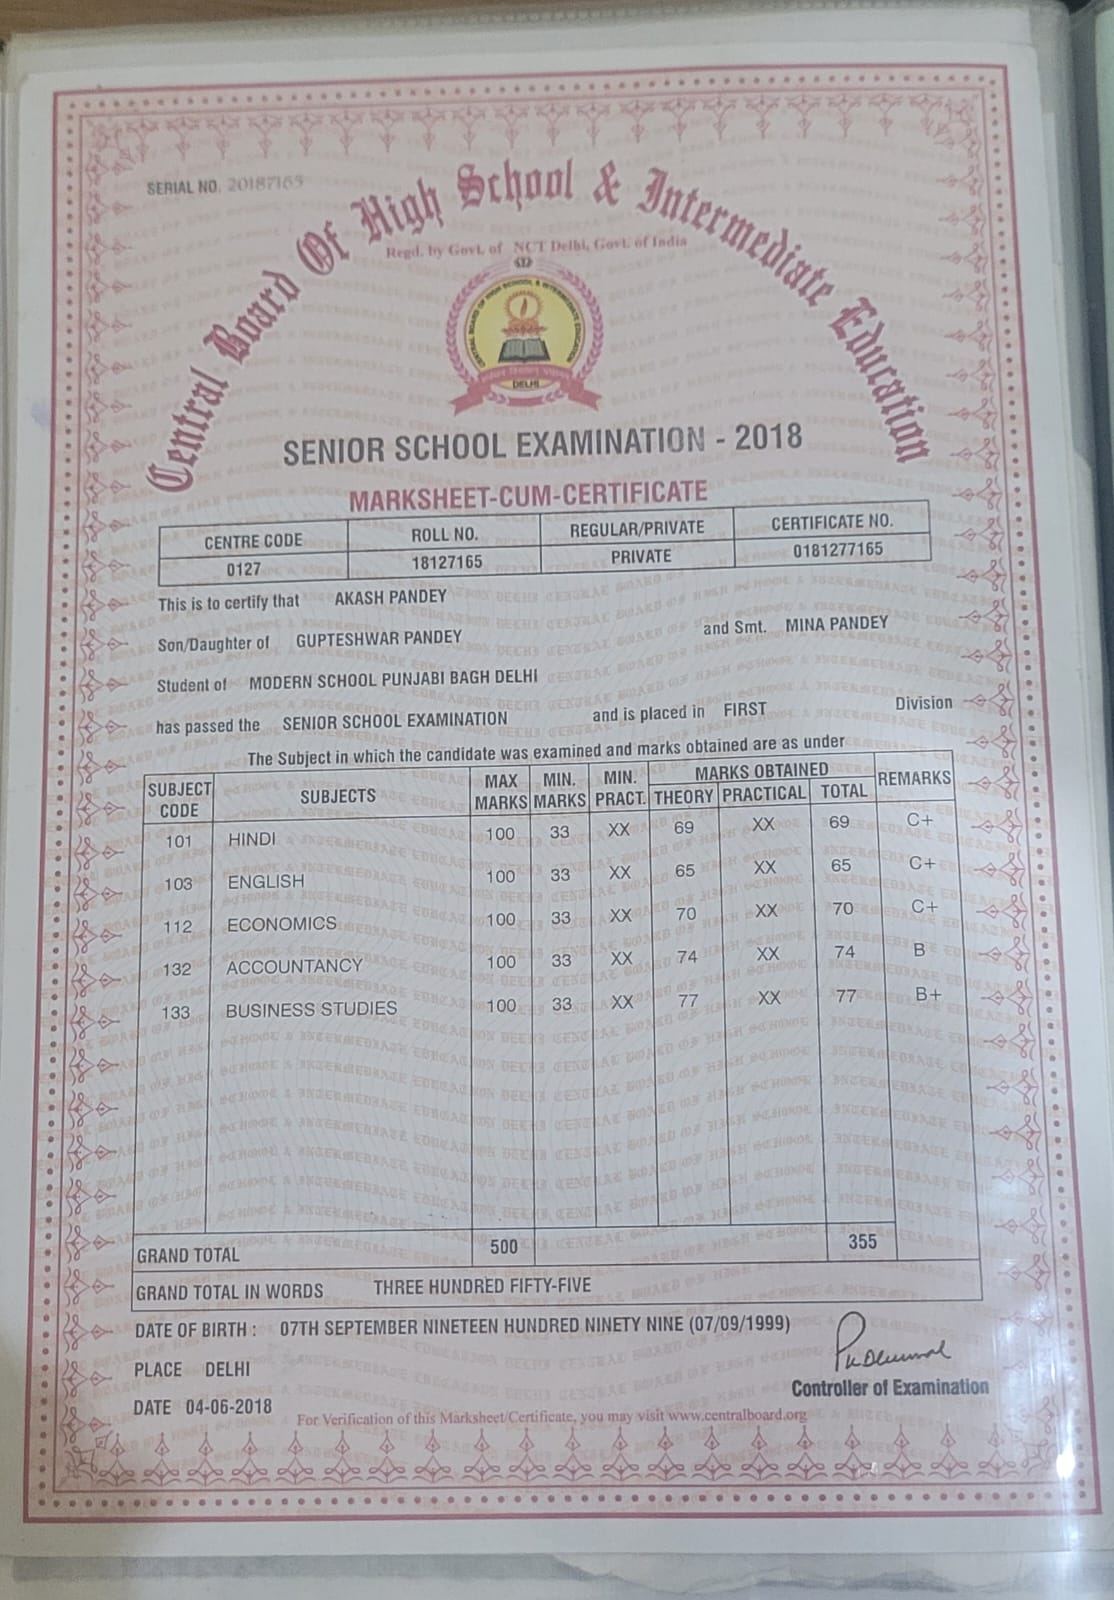 SERIAL NO. 20187165
Central Board Of High School & Intermediate Education
Regd. by Govt. of NCT Delhi, Govt. of India
CENTRAL BOARD OF HIGH SCHOOL & INTERMEDIATE EDUCATION
DELHI
SENIOR SCHOOL EXAMINATION - 2018
MARKSHEET-CUM-CERTIFICATE
CENTRE CODE ROLL NO. REGULAR/PRIVATE CERTIFICATE NO.
0127 18127165 PRIVATE 0181277165
This is to certify that AKASH PANDEY
Son/Daughter of GUPTESHWAR PANDEY and Smt. MINA PANDEY
Student of MODERN SCHOOL PUNJABI BAGH DELHI
has passed the SENIOR SCHOOL EXAMINATION and is placed in FIRST Division
The Subject in which the candidate was examined and marks obtained are as under
SUBJECT CODE SUBJECTS MAX MARKS MIN. MARKS MIN. PRACT. MARKS OBTAINED THEORY PRACTICAL TOTAL REMARKS
101 HINDI 100 33 XX 69 XX 69 C+
103 ENGLISH 100 33 XX 65 XX 65 C+
112 ECONOMICS 100 33 XX 70 XX 70 C+
132 ACCOUNTANCY 100 33 XX 74 XX 74 B
133 BUSINESS STUDIES 100 33 XX 77 XX 77 B+
GRAND TOTAL 500 355
GRAND TOTAL IN WORDS THREE HUNDRED FIFTY-FIVE
DATE OF BIRTH : 07TH SEPTEMBER NINETEEN HUNDRED NINETY NINE (07/09/1999)
PLACE DELHI
Controller of Examination
DATE 04-06-2018
For Verification of this Marksheet/Certificate, you may visit www.centralboard.org